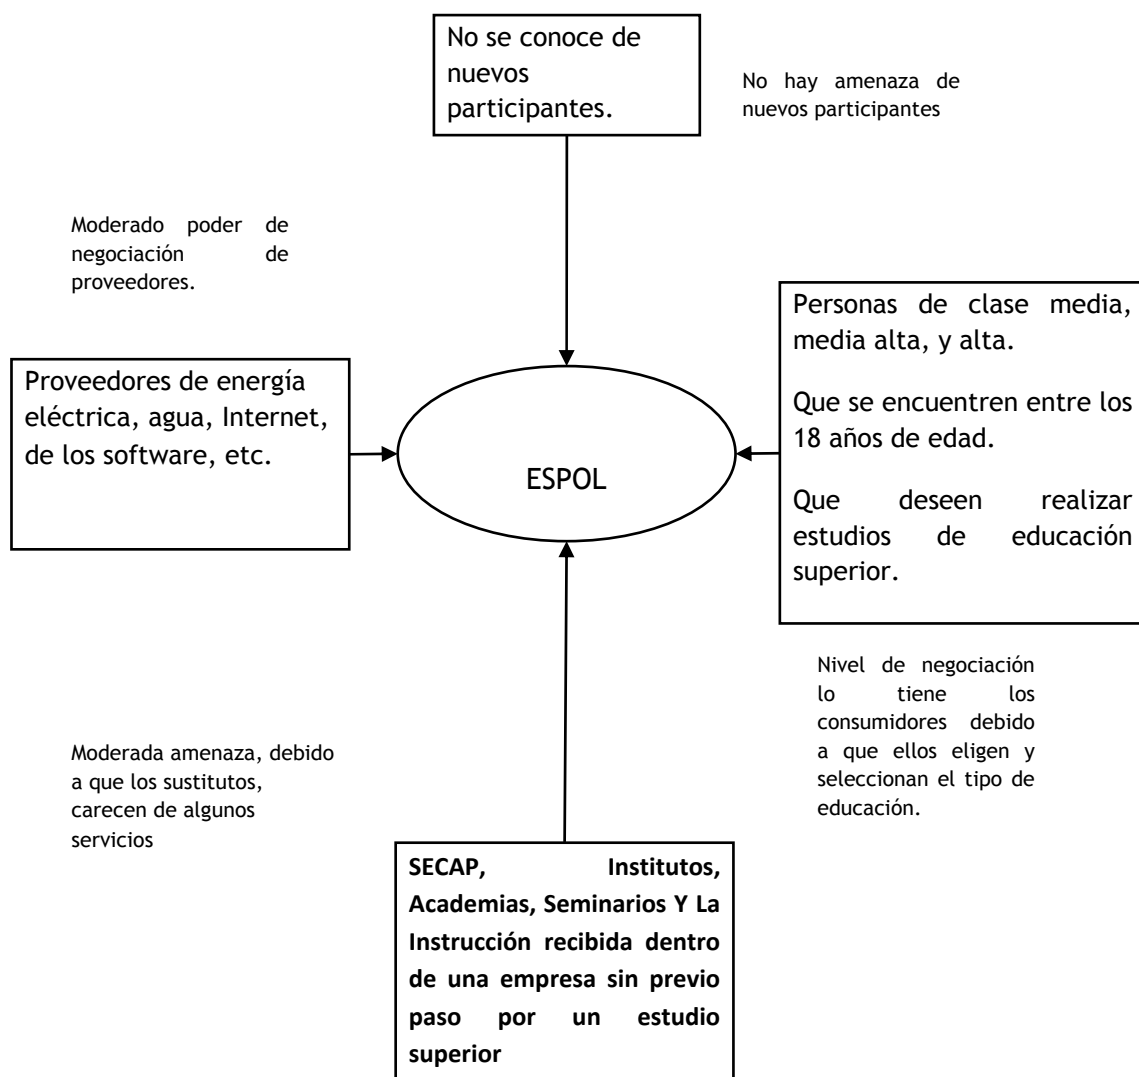 No se conoce de
nuevos
participantes.
No hay amenaza de
nuevos participantes
Moderado poder de
negociación de
proveedores.
Personas de clase media,
media alta, y alta.
Que se encuentren entre los
18 años de edad.
Que deseen realizar
estudios de educación
superior.
Proveedores de energía
eléctrica, agua, Internet,
de los software, etc.
ESPOL
Nivel de negociación
lo tiene los
consumidores debido
a que ellos eligen y
seleccionan el tipo de
educación.
Moderada amenaza, debido
a que los sustitutos,
carecen de algunos
servicios
SECAP, Institutos,
Academias, Seminarios Y La
Instrucción recibida dentro
de una empresa sin previo
paso por un estudio
superior